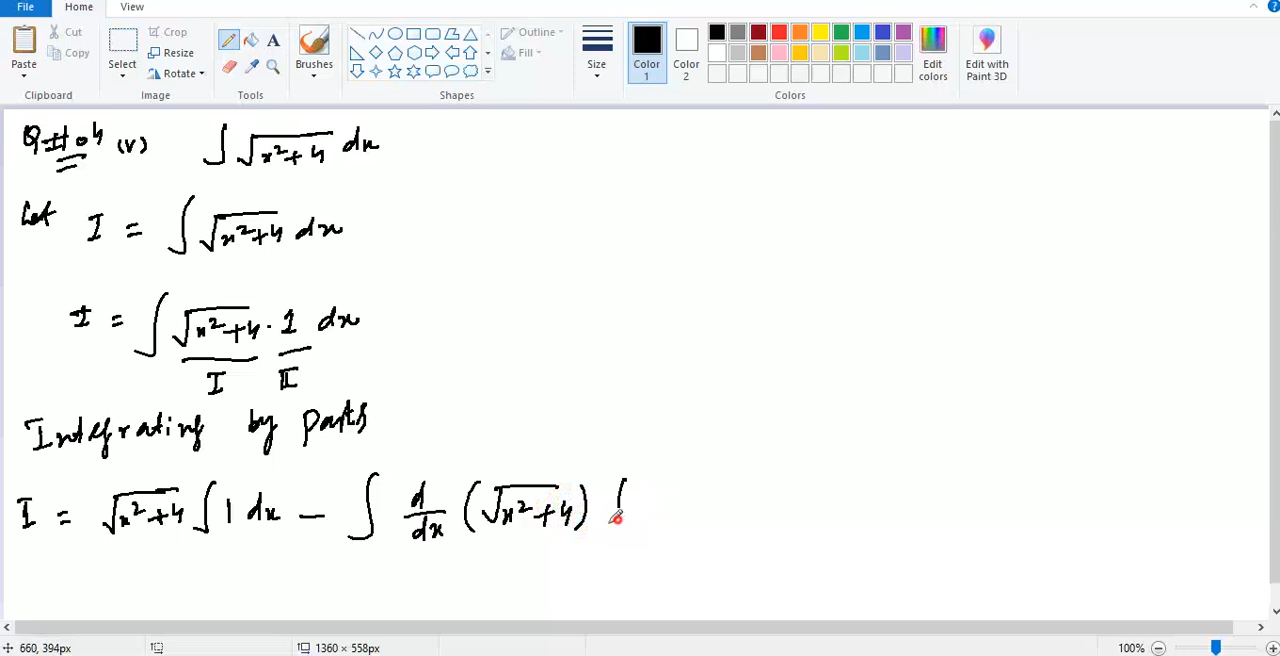 File Home View
Paste Cut Copy Select Crop Resize Rotate A Brushes Outline Fill Size Color 1 Color 2 Edit colors Edit with Paint 3D
Clipboard Image Tools Shapes Colors
Q#04 (v) ∫ √(x²+4) dx
Let I = ∫ √(x²+4) dx
I = ∫ √(x²+4) · 1 dx
I II
Integrating by parts
I = √(x²+4) ∫ 1 dx − ∫ d/dx (√(x²+4)) ∫
660, 394px 1360 × 558px 100%